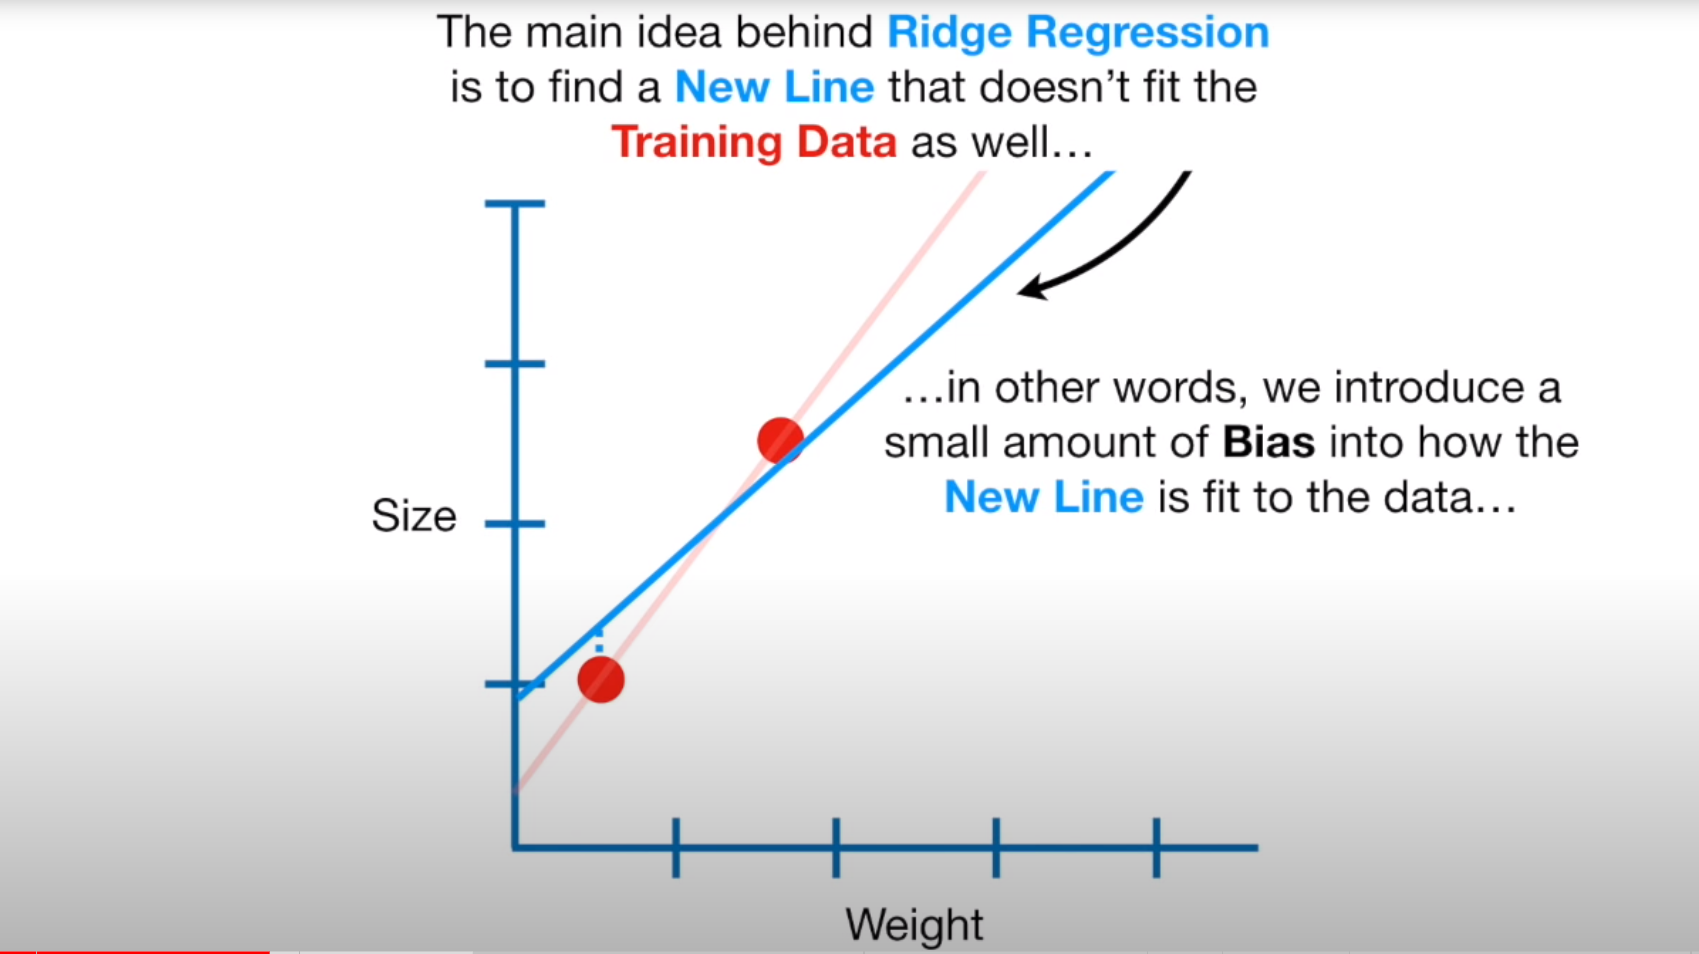 The main idea behind Ridge Regression
is to find a New Line that doesn’t fit the
Training Data as well…
…in other words, we introduce a
small amount of Bias into how the
New Line is fit to the data…
Size
Weight